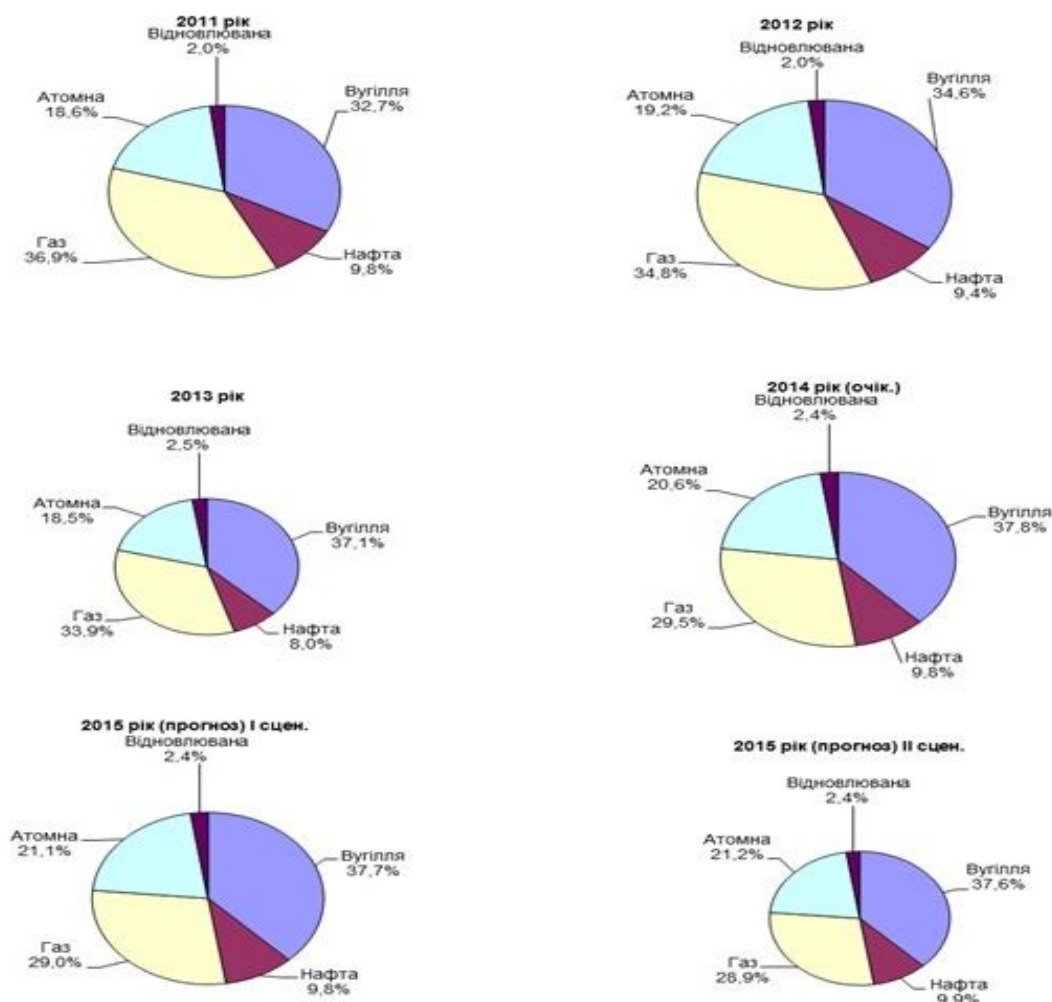 2011 рік
Відновлювана
2,0%
Атомна
18,6%
Вугілля
32,7%
Газ
36,9%
Нафта
9,8%
2012 рік
Відновлювана
2,0%
Атомна
19,2%
Вугілля
34,6%
Газ
34,8%
Нафта
9,4%
2013 рік
Відновлювана
2,5%
Атомна
18,5%
Вугілля
37,1%
Газ
33,9%
Нафта
8,0%
2014 рік (очік.)
Відновлювана
2,4%
Атомна
20,6%
Вугілля
37,8%
Газ
29,5%
Нафта
9,8%
2015 рік (прогноз) I сцен.
Відновлювана
2,4%
Атомна
21,1%
Вугілля
37,7%
Газ
29,0%
Нафта
9,8%
2015 рік (прогноз) II сцен.
Відновлювана
2,4%
Атомна
21,2%
Вугілля
37,6%
Газ
28,9%
Нафта
9,9%